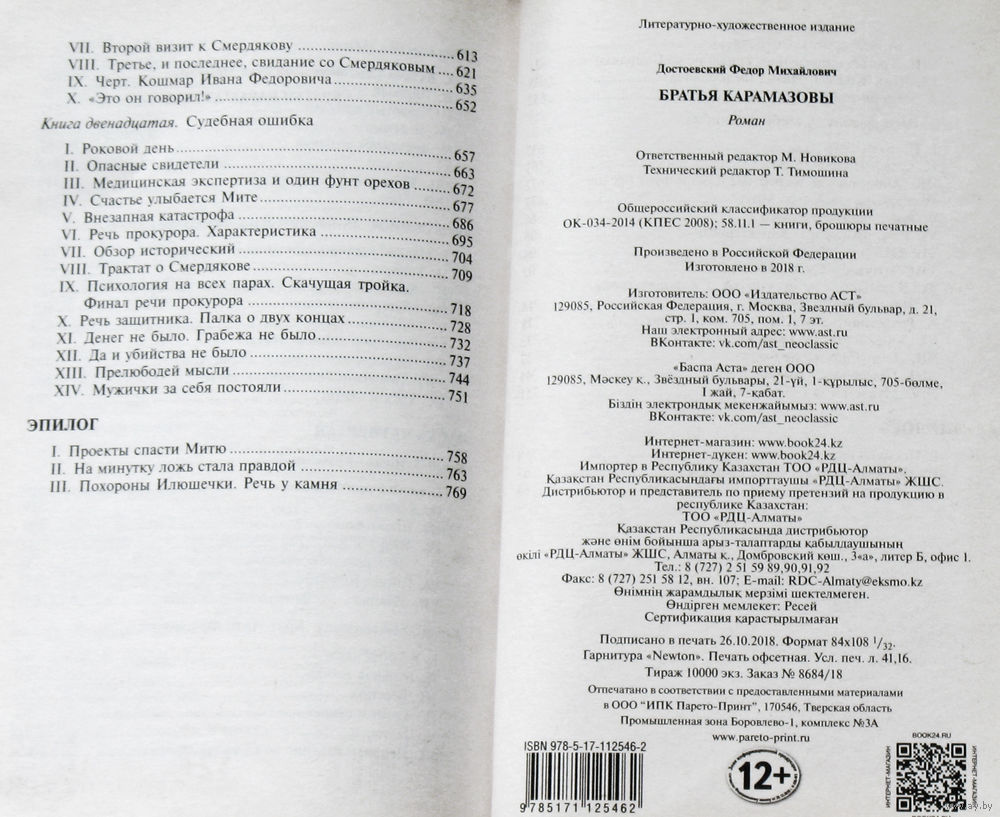 VII. Второй визит к Смердякову ........ 613
VIII. Третье, и последнее, свидание со Смердяковым .... 621
IX. Черт. Кошмар Ивана Федоровича ........ 635
X. «Это он говорил!» ........ 652
Книга двенадцатая. Судебная ошибка
I. Роковой день ........ 657
II. Опасные свидетели ........ 663
III. Медицинская экспертиза и один фунт орехов ........ 672
IV. Счастье улыбается Мите ........ 677
V. Внезапная катастрофа ........ 686
VI. Речь прокурора. Характеристика ........ 695
VII. Обзор исторический ........ 704
VIII. Трактат о Смердякове ........ 709
IX. Психология на всех парах. Скачущая тройка.
Финал речи прокурора ........ 718
X. Речь защитника. Палка о двух концах ........ 728
XI. Денег не было. Грабежа не было ........ 732
XII. Да и убийства не было ........ 737
XIII. Прелюбодей мысли ........ 744
XIV. Мужички за себя постояли ........ 751
ЭПИЛОГ
I. Проекты спасти Митю ........ 758
II. На минутку ложь стала правдой ........ 763
III. Похороны Илюшечки. Речь у камня ........ 769
Литературно-художественное издание
Достоевский Федор Михайлович
БРАТЬЯ КАРАМАЗОВЫ
Роман
Ответственный редактор М. Новикова
Технический редактор Т. Тимошина
Общероссийский классификатор продукции
ОК-034-2014 (КПЕС 2008); 58.11.1 — книги, брошюры печатные
Произведено в Российской Федерации
Изготовлено в 2018 г.
Изготовитель: ООО «Издательство АСТ»
129085, Российская Федерация, г. Москва, Звездный бульвар, д. 21,
стр. 1, ком. 705, пом. 1, 7 эт.
Наш электронный адрес: www.ast.ru
ВКонтакте: vk.com/ast_neoclassic
«Баспа Аста» деген ООО
129085, Мәскеу қ., Звёздный бульвары, 21-үй, 1-құрылыс, 705-бөлме,
I жай, 7-қабат.
Біздің электрондық мекенжайымыз: www.ast.ru
ВКонтакте: vk.com/ast_neoclassic
Интернет-магазин: www.book24.kz
Интернет-дүкен: www.book24.kz
Импортер в Республику Казахстан ТОО «РДЦ-Алматы».
Қазақстан Республикасындағы импорттаушы «РДЦ-Алматы» ЖШС.
Дистрибьютор и представитель по приему претензий на продукцию в
республике Казахстан:
ТОО «РДЦ-Алматы»
Қазақстан Республикасында дистрибьютор
және өнім бойынша арыз-талаптарды қабылдаушының
өкілі «РДЦ-Алматы» ЖШС, Алматы қ., Домбровский көш., 3«а», литер Б, офис 1.
Тел.: 8 (727) 2 51 59 89,90,91,92
Факс: 8 (727) 251 58 12, вн. 107; E-mail: RDC-Almaty@eksmo.kz
Өнімнің жарамдылық мерзімі шектелмеген.
Өндірген мемлекет: Ресей
Сертификация қарастырылмаған
Подписано в печать 26.10.2018. Формат 84х108 1/32.
Гарнитура «Newton». Печать офсетная. Усл. печ. л. 41,16.
Тираж 10000 экз. Заказ № 8684/18
Отпечатано в соответствии с предоставленными материалами
в ООО "ИПК Парето-Принт", 170546, Тверская область
Промышленная зона Боровлево-1, комплекс №3А
www.pareto-print.ru
ISBN 978-5-17-112546-2
9 785171 125462
12+
BOOK24.RU
ИНТЕРНЕТ-МАГАЗИН
ИНТЕРНЕТ-МАГАЗИН